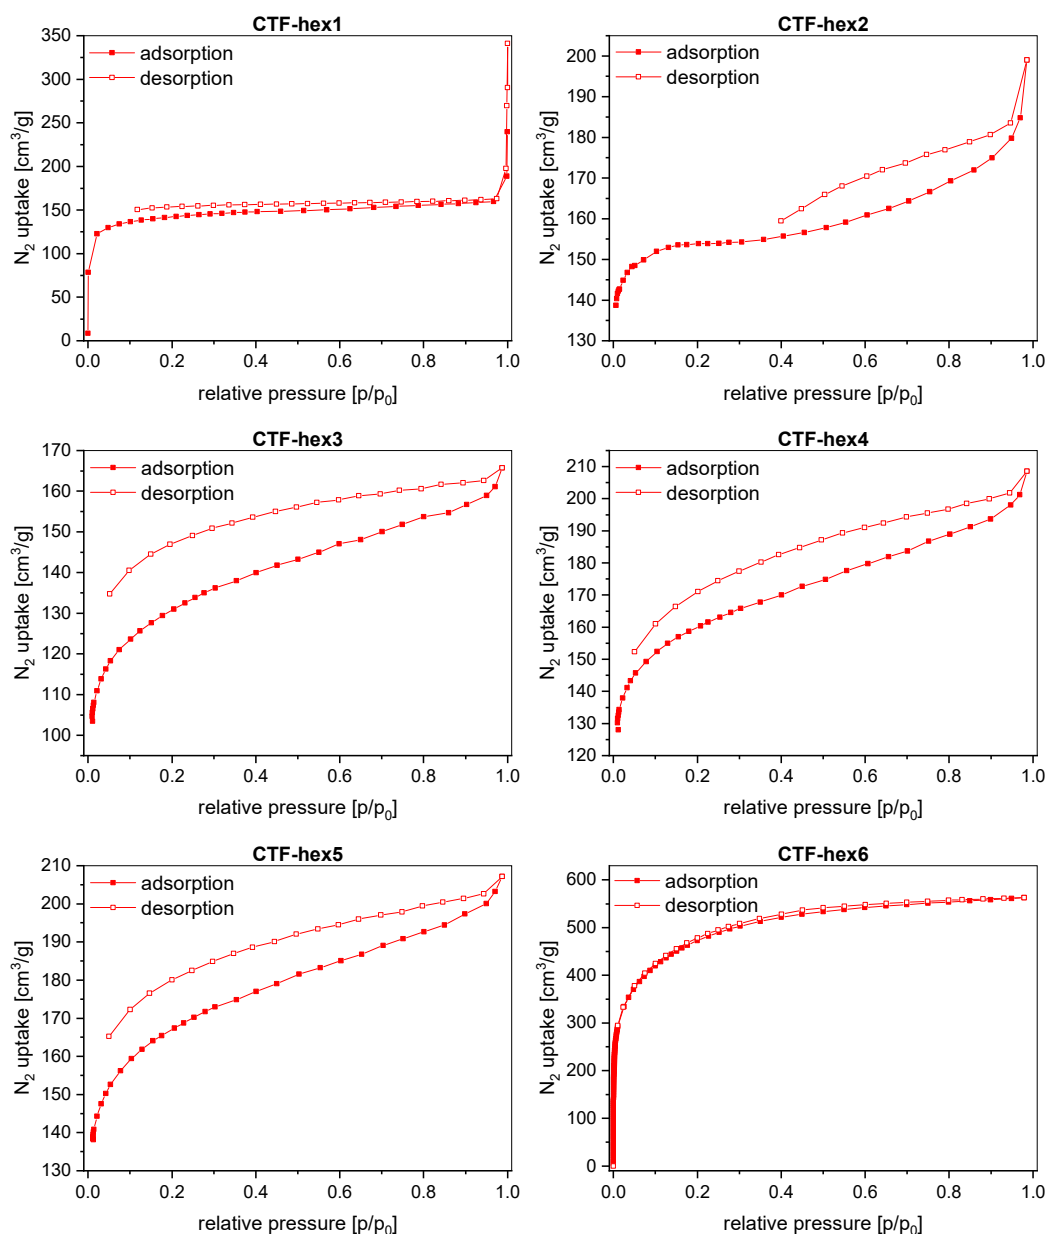 CTF-hex1
adsorption
desorption
N2 uptake [cm3/g]
350
300
250
200
150
100
50
0
0.0 0.2 0.4 0.6 0.8 1.0
relative pressure [p/p0]
CTF-hex2
adsorption
desorption
N2 uptake [cm3/g]
200
190
180
170
160
150
140
130
0.0 0.2 0.4 0.6 0.8 1.0
relative pressure [p/p0]
CTF-hex3
adsorption
desorption
N2 uptake [cm3/g]
170
160
150
140
130
120
110
100
0.0 0.2 0.4 0.6 0.8 1.0
relative pressure [p/p0]
CTF-hex4
adsorption
desorption
N2 uptake [cm3/g]
210
200
190
180
170
160
150
140
130
120
0.0 0.2 0.4 0.6 0.8 1.0
relative pressure [p/p0]
CTF-hex5
adsorption
desorption
N2 uptake [cm3/g]
210
200
190
180
170
160
150
140
130
0.0 0.2 0.4 0.6 0.8 1.0
relative pressure [p/p0]
CTF-hex6
adsorption
desorption
N2 uptake [cm3/g]
600
500
400
300
200
100
0
0.0 0.2 0.4 0.6 0.8 1.0
relative pressure [p/p0]